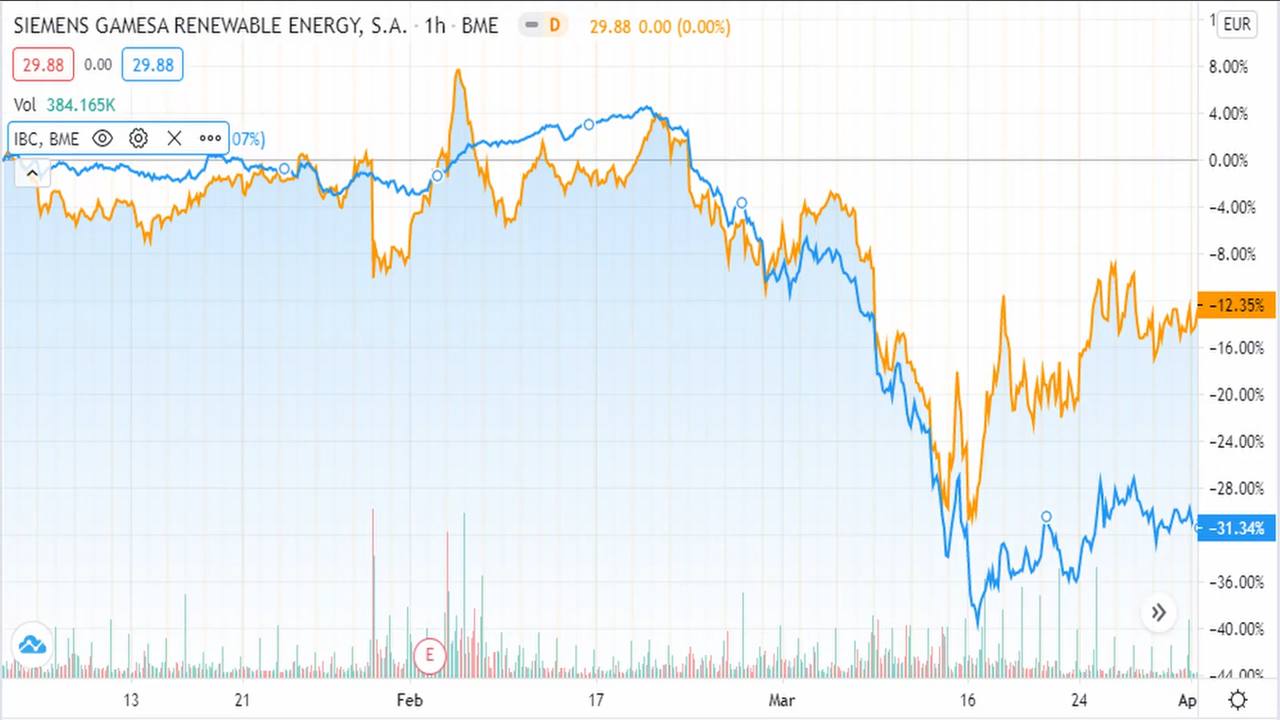 SIEMENS GAMESA RENEWABLE ENERGY, S.A. · 1h · BME D 29.88 0.00 (0.00%)
EUR
29.88 0.00 29.88
Vol 384.165K
IBC, BME 07%)
8.00%
4.00%
0.00%
−4.00%
−8.00%
−12.35%
−16.00%
−20.00%
−24.00%
−28.00%
−31.34%
−36.00%
−40.00%
−44.00%
E
13 21 Feb 17 Mar 16 24 Ap